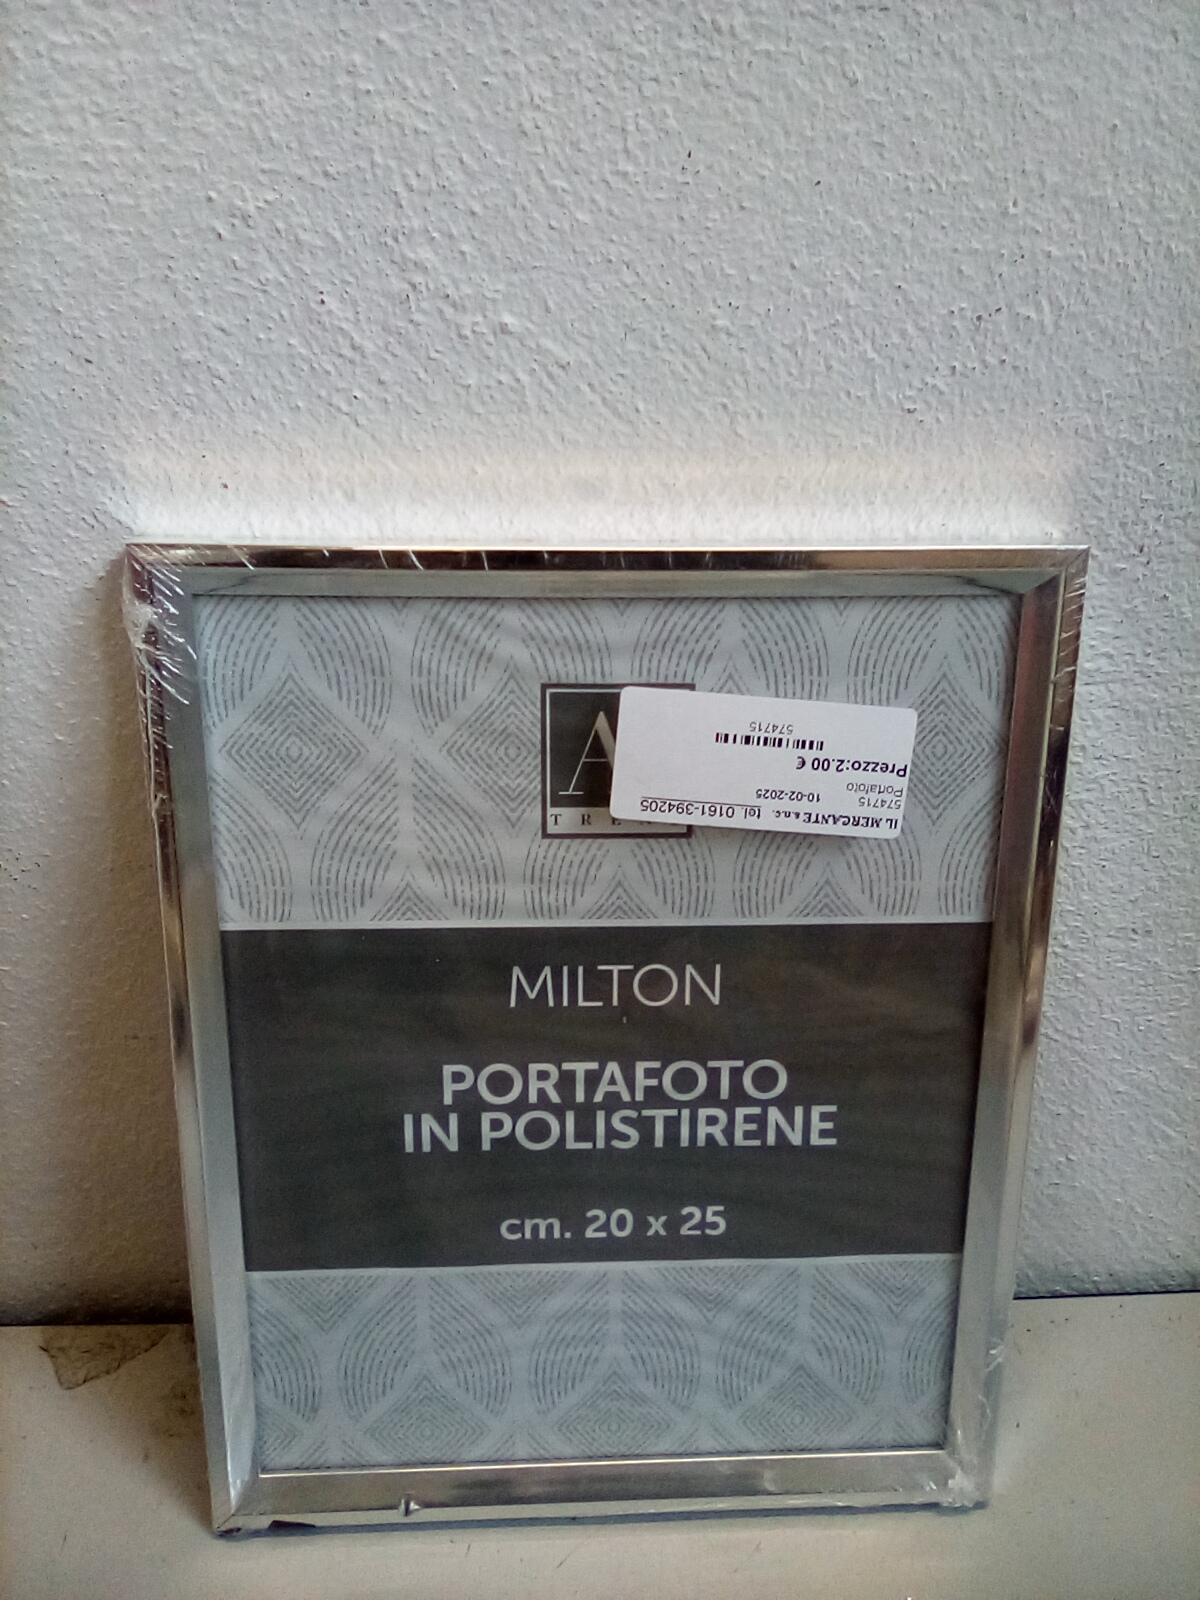 A
TRE
IL MERCANTE s.n.c. tel. 0161-394205
574715 10-02-2025
Portafoto
Prezzo:2.00 €
574715
MILTON
PORTAFOTO
IN POLISTIRENE
cm. 20 x 25